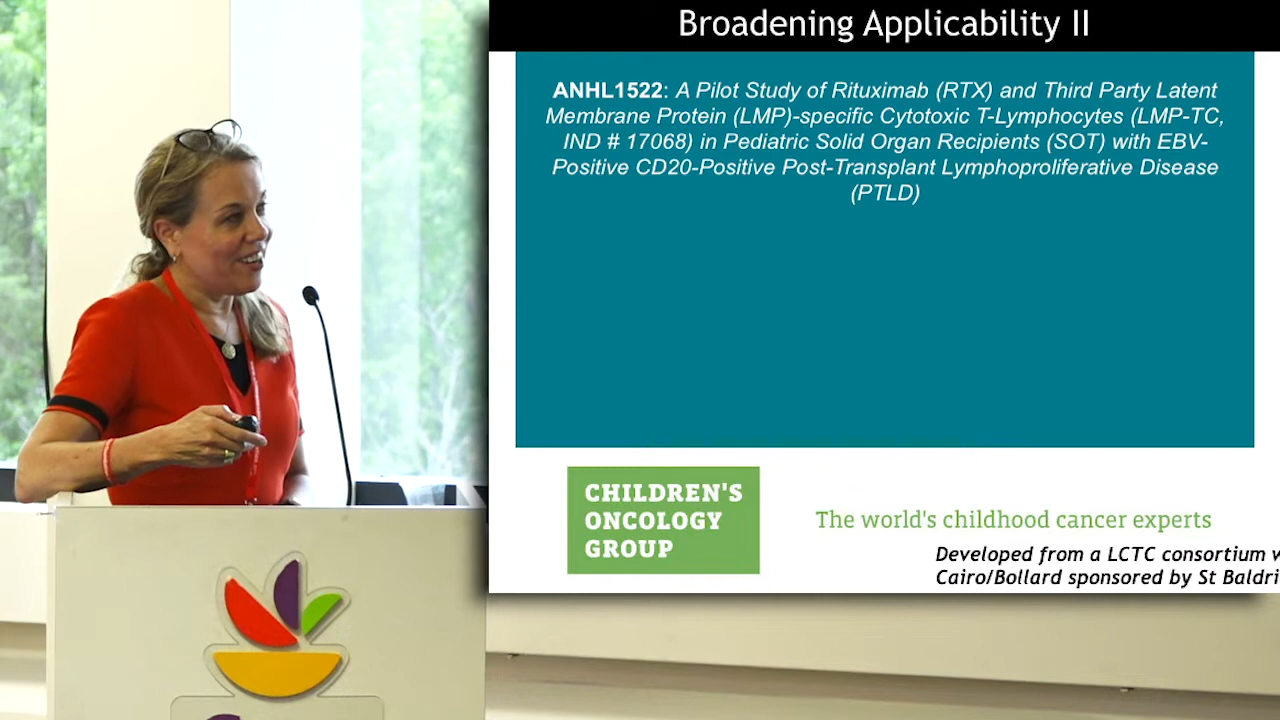 Broadening Applicability II
ANHL1522: A Pilot Study of Rituximab (RTX) and Third Party Latent
Membrane Protein (LMP)-specific Cytotoxic T-Lymphocytes (LMP-TC,
IND # 17068) in Pediatric Solid Organ Recipients (SOT) with EBV-
Positive CD20-Positive Post-Transplant Lymphoproliferative Disease
(PTLD)
CHILDREN'S
ONCOLOGY
GROUP
The world's childhood cancer experts
Developed from a LCTC consortium
Cairo/Bollard sponsored by St